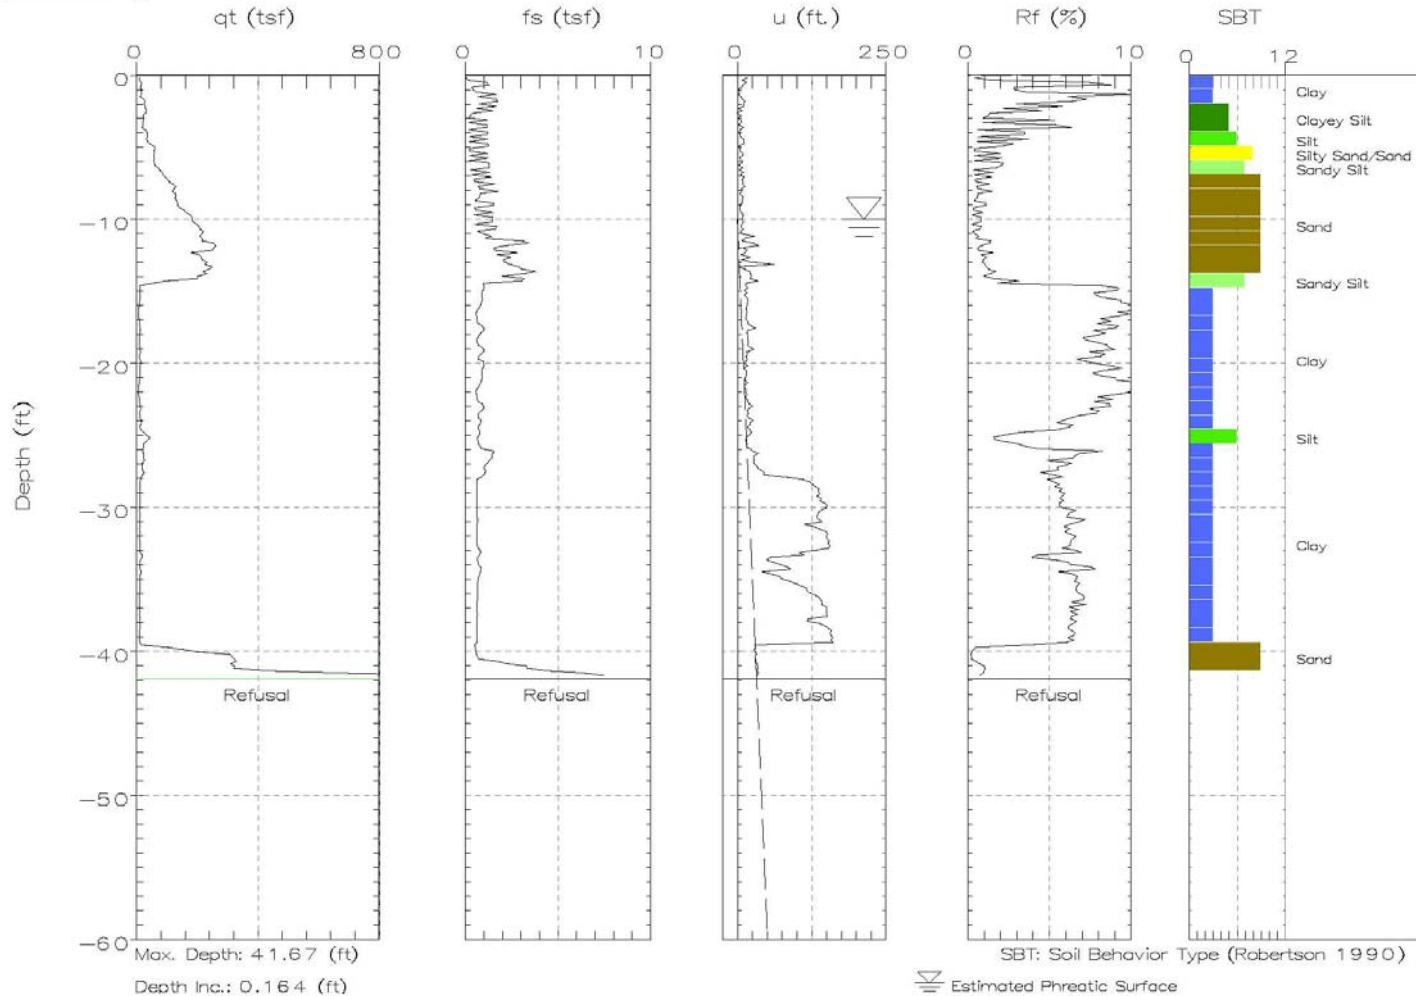 qt (tsf) fs (tsf) u (ft.) Rf (%) SBT
0 800 0 10 0 250 0 10 0 12
0
Clay
Clayey Silt
Silt
Silty Sand/Sand
Sandy Silt
-10
Sand
Sandy Silt
-20
Clay
Depth (ft)
Silt
-30
Clay
-40
Sand
Refusal Refusal Refusal
-50
-60
Max. Depth: 41.67 (ft) SBT: Soil Behavior Type (Robertson 1990)
Depth Inc.: 0.164 (ft) Estimated Phreatic Surface